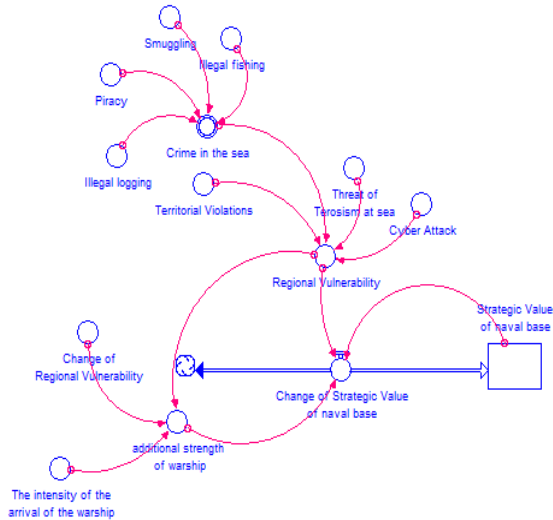 Smuggling
Illegal fishing
Piracy
Crime in the sea
Illegal logging
Threat of
Terosism at sea
Territorial Violations
Cyber Attack
Regional Vulnerability
Strategic Value
of naval base
Change of
Regional Vulnerability
Change of Strategic Value
of naval base
additional strength
of warship
The intensity of the
arrival of the warship